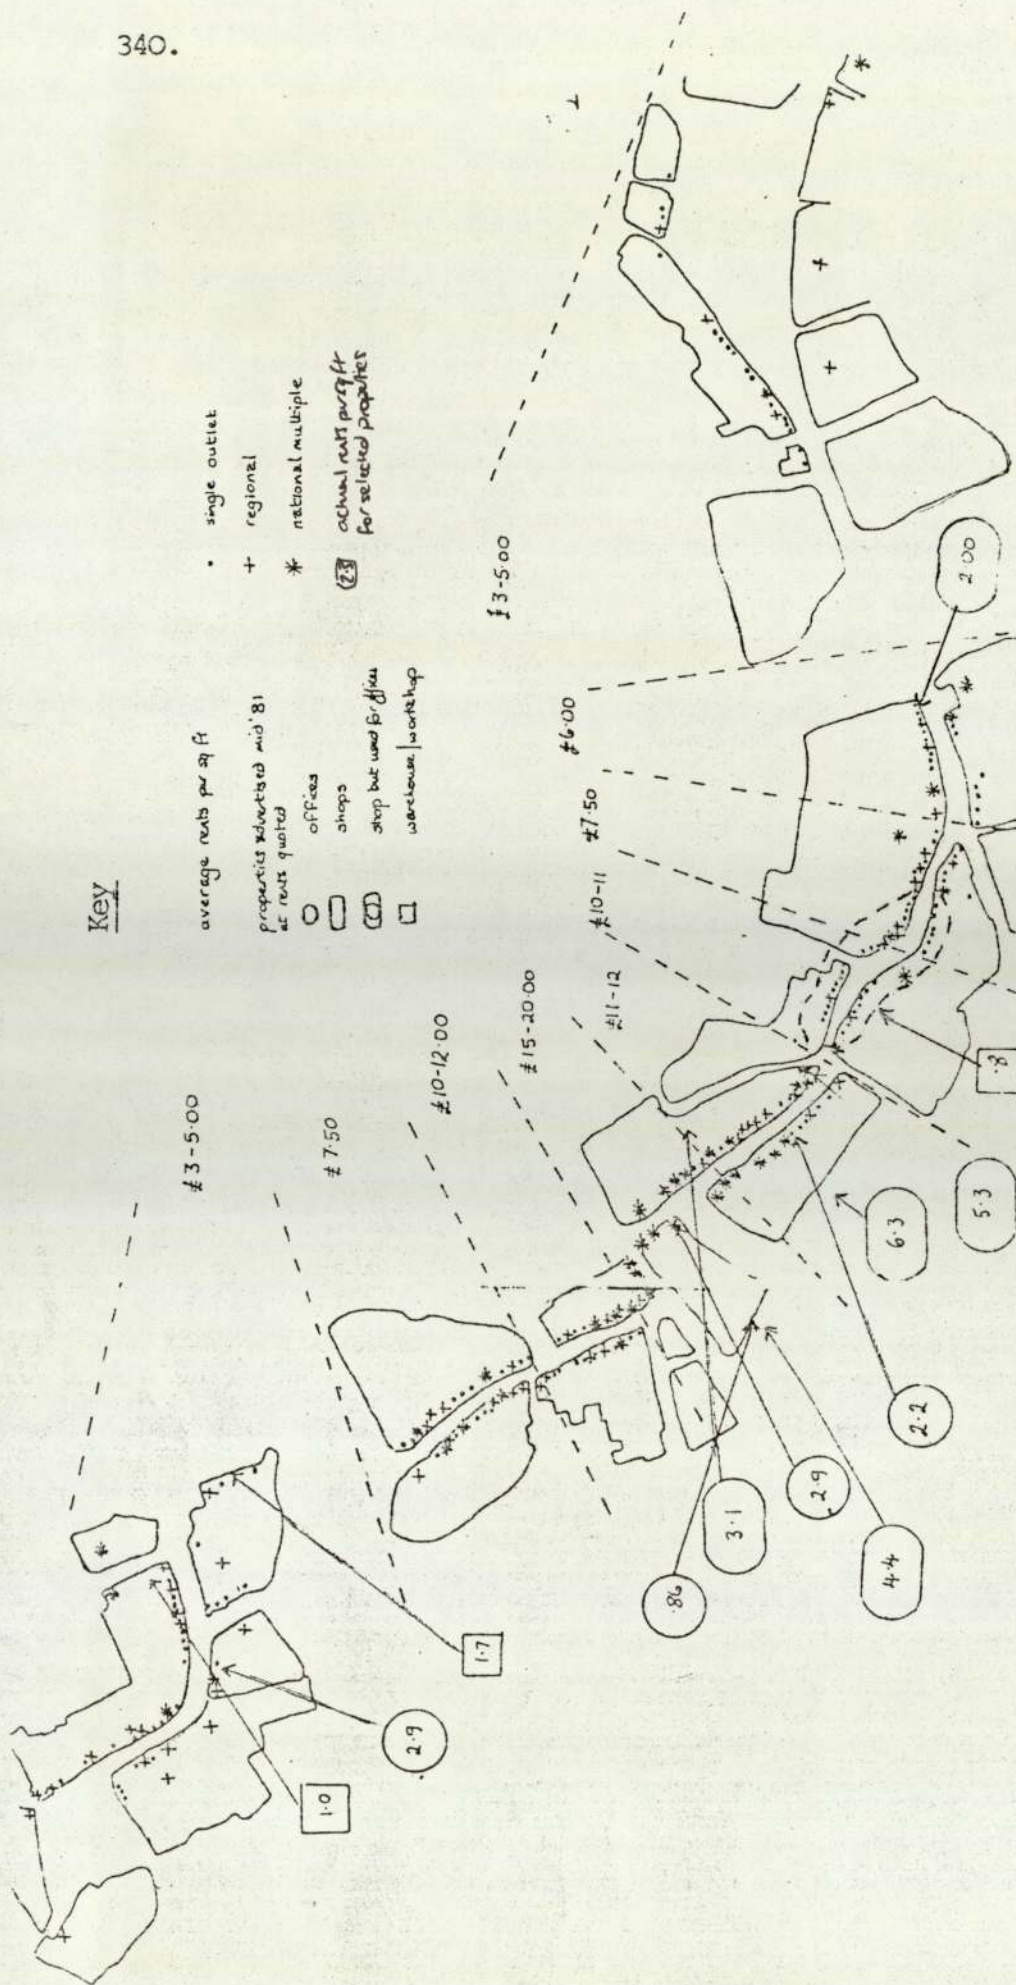 340.
Key
average rents per sq ft
properties advertised mid '81
at rents quoted
offices
shops
shop but used for offices
warehouse | workshop
• single outlet
+ regional
* national multiple
2.8 actual rents per sq ft
for selected properties
£3-5.00
£7.50
£10-12.00
£15-20.00
£11-12
£10-11
£7.50
£6.00
£3-5.00
1.0
2.9
1.7
.86
3.1
2.9
4.4
2.2
6.3
5.3
.8
2.00